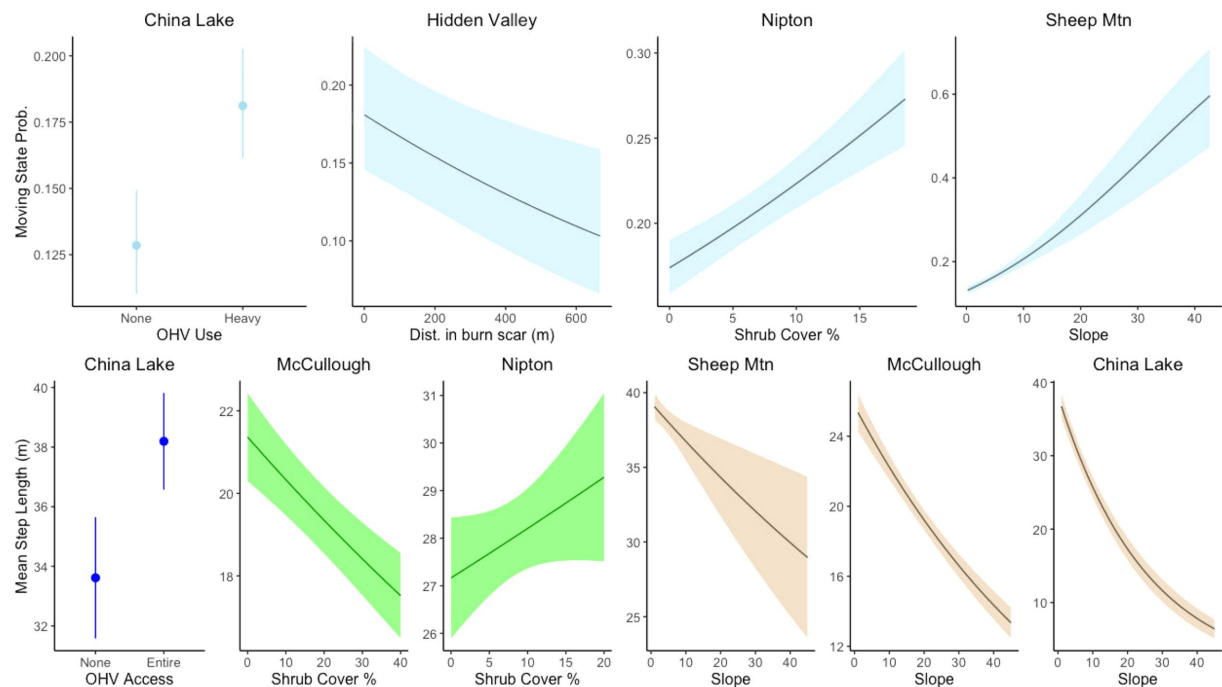 China Lake
Hidden Valley
Nipton
Sheep Mtn
Moving State Prob.
0.200
0.175
0.150
0.125
None
Heavy
OHV Use
0.20
0.15
0.10
0
200
400
600
Dist. in burn scar (m)
0.30
0.25
0.20
0
5
10
15
Shrub Cover %
0.6
0.4
0.2
0
10
20
30
40
Slope
China Lake
McCullough
Nipton
Sheep Mtn
McCullough
China Lake
Mean Step Length (m)
40
38
36
34
32
None
Entire
OHV Access
22
20
18
0
10
20
30
40
Shrub Cover %
31
30
29
28
27
26
0
5
10
15
20
Shrub Cover %
40
35
30
25
0
10
20
30
40
Slope
24
20
16
12
0
10
20
30
40
Slope
40
30
20
10
0
10
20
30
40
Slope